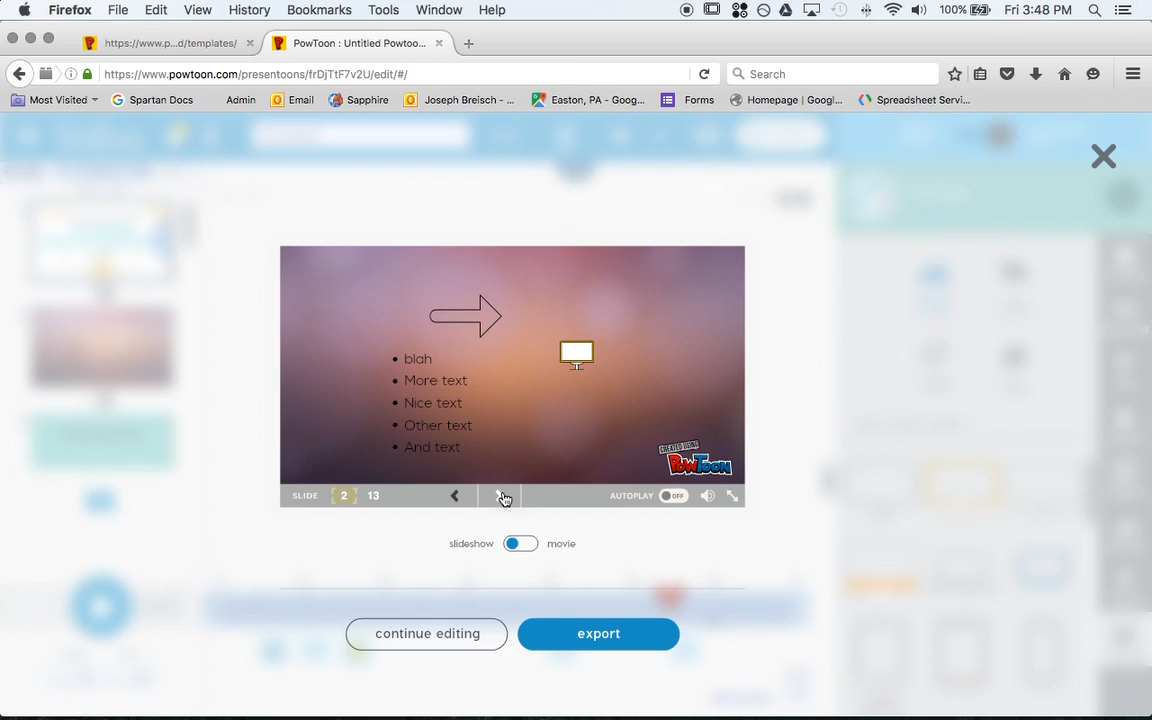 Firefox File Edit View History Bookmarks Tools Window Help 100% Fri 3:48 PM
https://www.p...d/templates/ PowToon : Untitled Powtoo...
https://www.powtoon.com/presentoons/frDjTtF7v2U/edit/#/ Search
Most Visited Spartan Docs Admin Email Sapphire Joseph Breisch - ... Easton, PA - Goog... Forms Homepage | Googl... Spreadsheet Servi...
• blah
• More text
• Nice text
• Other text
• And text
CREATED USING
POWTOON
SLIDE 2 13 AUTOPLAY OFF
slideshow movie
continue editing export